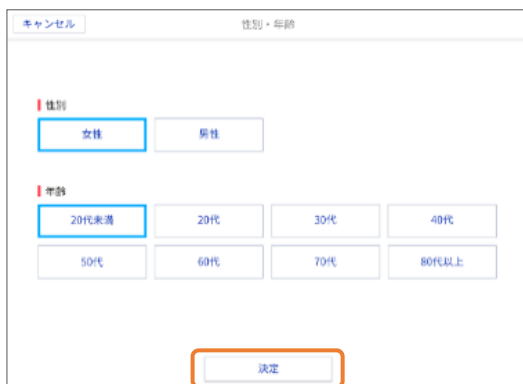 キャンセル 性別・年齢
性別
女性 男性
年齢
20代未満 20代 30代 40代
50代 60代 70代 80代以上
決定